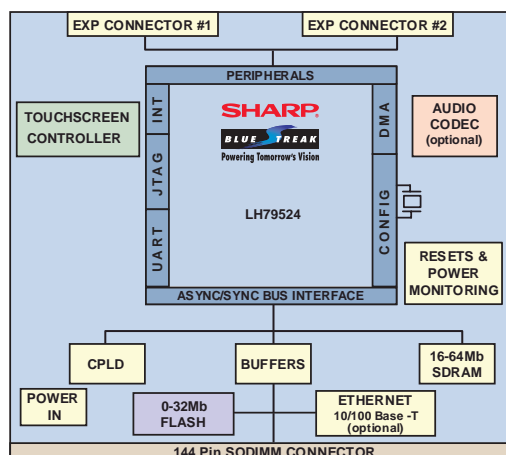 EXP CONNECTOR #1
EXP CONNECTOR #2
PERIPHERALS
TOUCHSCREEN
CONTROLLER
INT
JTAG
UART
SHARP®
BLUE STREAK
Powering Tomorrow's Vision
LH79524
DMA
CONFIG
AUDIO
CODEC
(optional)
RESETS &
POWER
MONITORING
ASYNC/SYNC BUS INTERFACE
CPLD
BUFFERS
16-64Mb
SDRAM
POWER
IN
0-32Mb
FLASH
ETHERNET
10/100 Base -T
(optional)
144 Pin SODIMM CONNECTOR